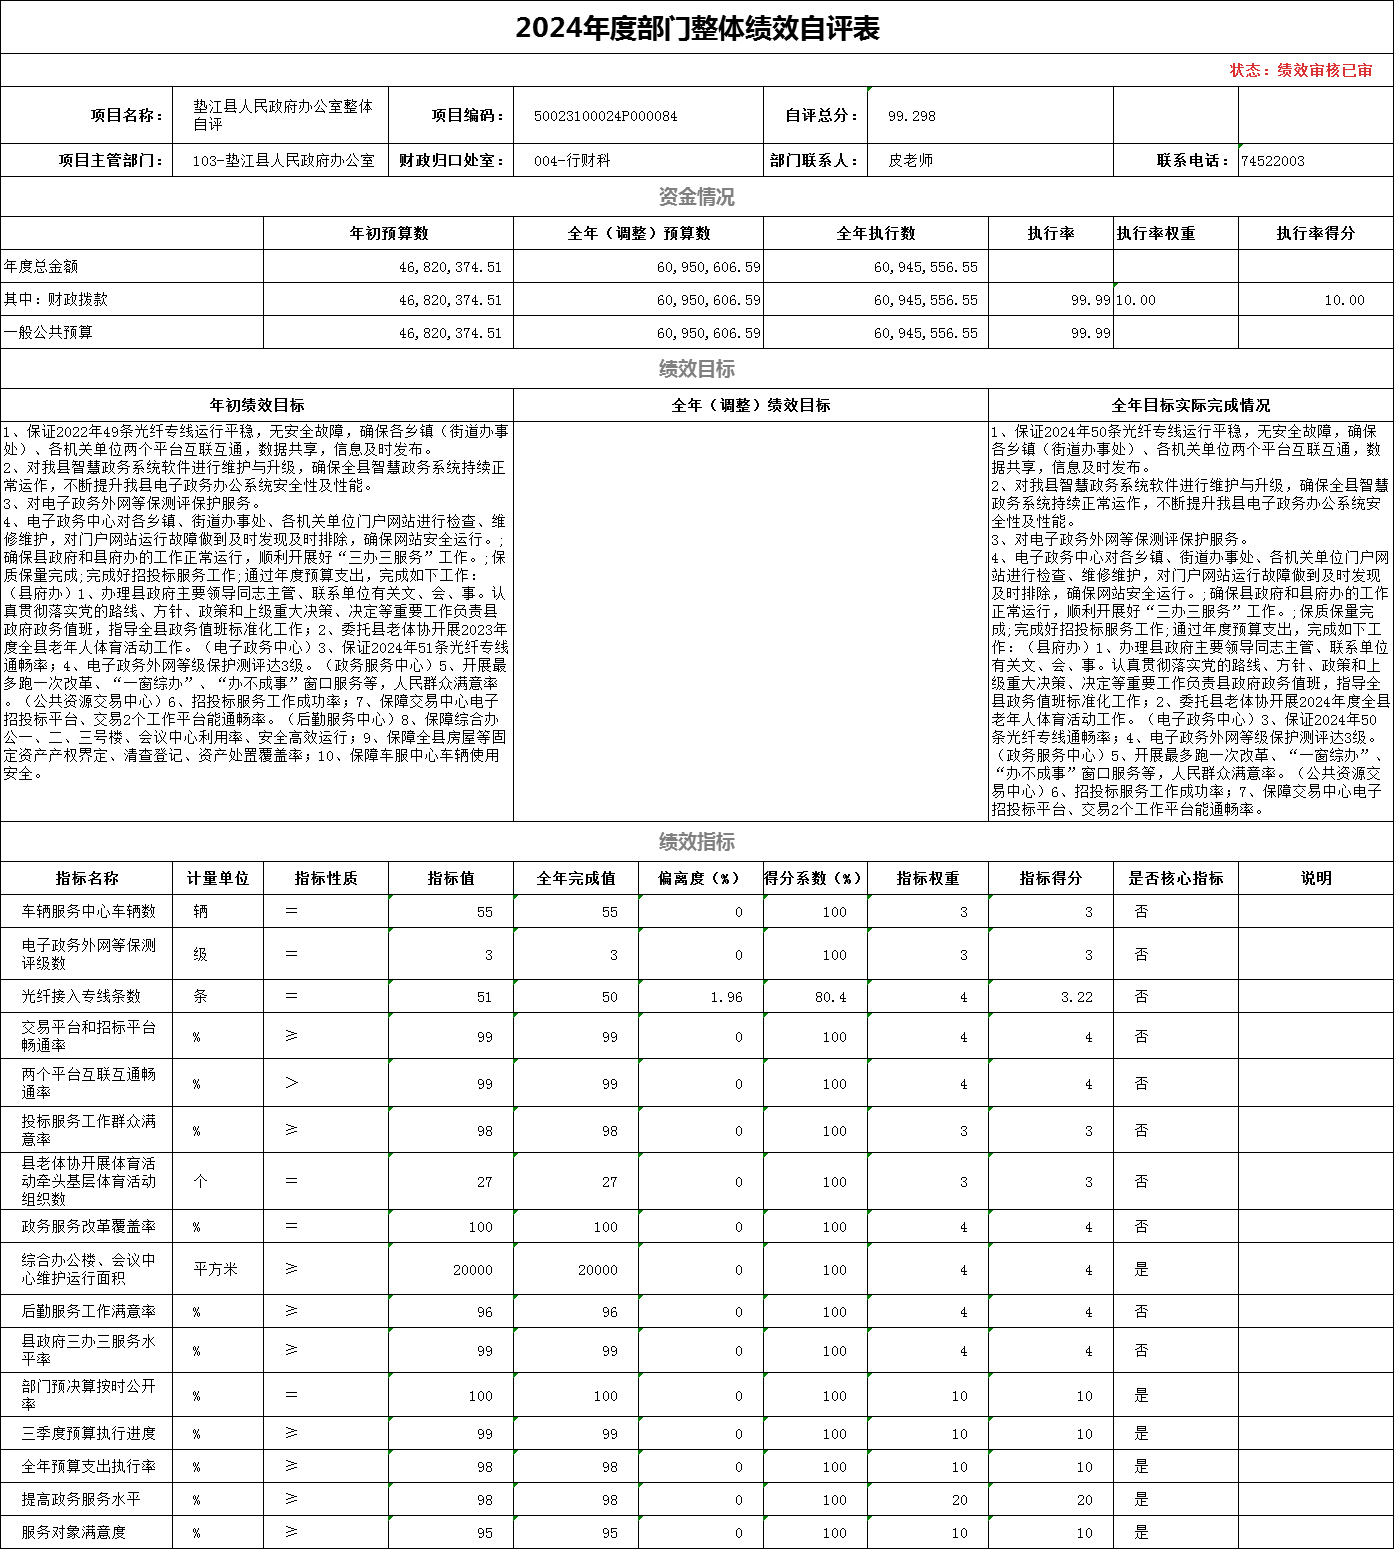 2024年度部门整体绩效自评表
状态：绩效审核已审
项目名称： 垫江县人民政府办公室整体自评 项目编码： 50023100024P000084 自评总分： 99.298
项目主管部门： 103-垫江县人民政府办公室 财政归口处室： 004-行财科 部门联系人： 皮老师 联系电话： 74522003
资金情况
年初预算数 全年（调整）预算数 全年执行数 执行率 执行率权重 执行率得分
年度总金额 46,820,374.51 60,950,606.59 60,945,556.55
其中：财政拨款 46,820,374.51 60,950,606.59 60,945,556.55 99.99 10.00 10.00
一般公共预算 46,820,374.51 60,950,606.59 60,945,556.55 99.99
绩效目标
年初绩效目标 全年（调整）绩效目标 全年目标实际完成情况
1、保证2022年49条光纤专线运行平稳，无安全故障，确保各乡镇（街道办事
处）、各机关单位两个平台互联互通，数据共享，信息及时发布。
2、对我县智慧政务系统软件进行维护与升级，确保全县智慧政务系统持续正
常运作，不断提升我县电子政务办公系统安全性及性能。
3、对电子政务外网等保测评保护服务。
4、电子政务中心对各乡镇、街道办事处、各机关单位门户网站进行检查、维
修维护，对门户网站运行故障做到及时发现及时排除，确保网站安全运行。;
确保县政府和县府办的工作正常运行，顺利开展好“三办三服务”工作。;保
质保量完成;完成好招投标服务工作;通过年度预算支出，完成如下工作：
（县府办）1、办理县政府主要领导同志主管、联系单位有关文、会、事。认
真贯彻落实党的路线、方针、政策和上级重大决策、决定等重要工作负责县
政府政务值班，指导全县政务值班标准化工作；2、委托县老体协开展2023年
度全县老年人体育活动工作。（电子政务中心）3、保证2024年51条光纤专线
通畅率；4、电子政务外网等级保护测评达3级。（政务服务中心）5、开展最
多跑一次改革、“一窗综办”、“办不成事”窗口服务等，人民群众满意率
。（公共资源交易中心）6、招投标服务工作成功率；7、保障交易中心电子
招投标平台、交易2个工作平台能通畅率。（后勤服务中心）8、保障综合办
公一、二、三号楼、会议中心利用率、安全高效运行；9、保障全县房屋等固
定资产产权界定、清查登记、资产处置覆盖率；10、保障车服中心车辆使用
安全。
1、保证2024年50条光纤专线运行平稳，无安全故障，确保
各乡镇（街道办事处）、各机关单位两个平台互联互通，数
据共享，信息及时发布。
2、对我县智慧政务系统软件进行维护与升级，确保全县智慧
政务系统持续正常运作，不断提升我县电子政务办公系统安
全性及性能。
3、对电子政务外网等保测评保护服务。
4、电子政务中心对各乡镇、街道办事处、各机关单位门户网
站进行检查、维修维护，对门户网站运行故障做到及时发现
及时排除，确保网站安全运行。;确保县政府和县府办的工作
正常运行，顺利开展好“三办三服务”工作。;保质保量完
成;完成好招投标服务工作;通过年度预算支出，完成如下工
作：（县府办）1、办理县政府主要领导同志主管、联系单位
有关文、会、事。认真贯彻落实党的路线、方针、政策和上
级重大决策、决定等重要工作负责县政府政务值班，指导全
县政务值班标准化工作；2、委托县老体协开展2024年度全县
老年人体育活动工作。（电子政务中心）3、保证2024年50
条光纤专线通畅率；4、电子政务外网等级保护测评达3级。
（政务服务中心）5、开展最多跑一次改革、“一窗综办”、
“办不成事”窗口服务等，人民群众满意率。（公共资源交
易中心）6、招投标服务工作成功率；7、保障交易中心电子
招投标平台、交易2个工作平台能通畅率。
绩效指标
指标名称 计量单位 指标性质 指标值 全年完成值 偏离度（%） 得分系数（%） 指标权重 指标得分 是否核心指标 说明
车辆服务中心车辆数 辆 ＝ 55 55 0 100 3 3 否
电子政务外网等保测评级数 级 ＝ 3 3 0 100 3 3 否
光纤接入专线条数 条 ＝ 51 50 1.96 80.4 4 3.22 否
交易平台和招标平台畅通率 % ≥ 99 99 0 100 4 4 否
两个平台互联互通畅通率 % ＞ 99 99 0 100 4 4 否
投标服务工作群众满意率 % ≥ 98 98 0 100 3 3 否
县老体协开展体育活动牵头基层体育活动组织数 个 ＝ 27 27 0 100 3 3 否
政务服务改革覆盖率 % ＝ 100 100 0 100 4 4 否
综合办公楼、会议中心维护运行面积 平方米 ≥ 20000 20000 0 100 4 4 是
后勤服务工作满意率 % ≥ 96 96 0 100 4 4 否
县政府三办三服务水平率 % ≥ 99 99 0 100 4 4 否
部门预决算按时公开率 % ＝ 100 100 0 100 10 10 是
三季度预算执行进度 % ≥ 99 99 0 100 10 10 是
全年预算支出执行率 % ≥ 98 98 0 100 10 10 是
提高政务服务水平 % ≥ 98 98 0 100 20 20 是
服务对象满意度 % ≥ 95 95 0 100 10 10 是